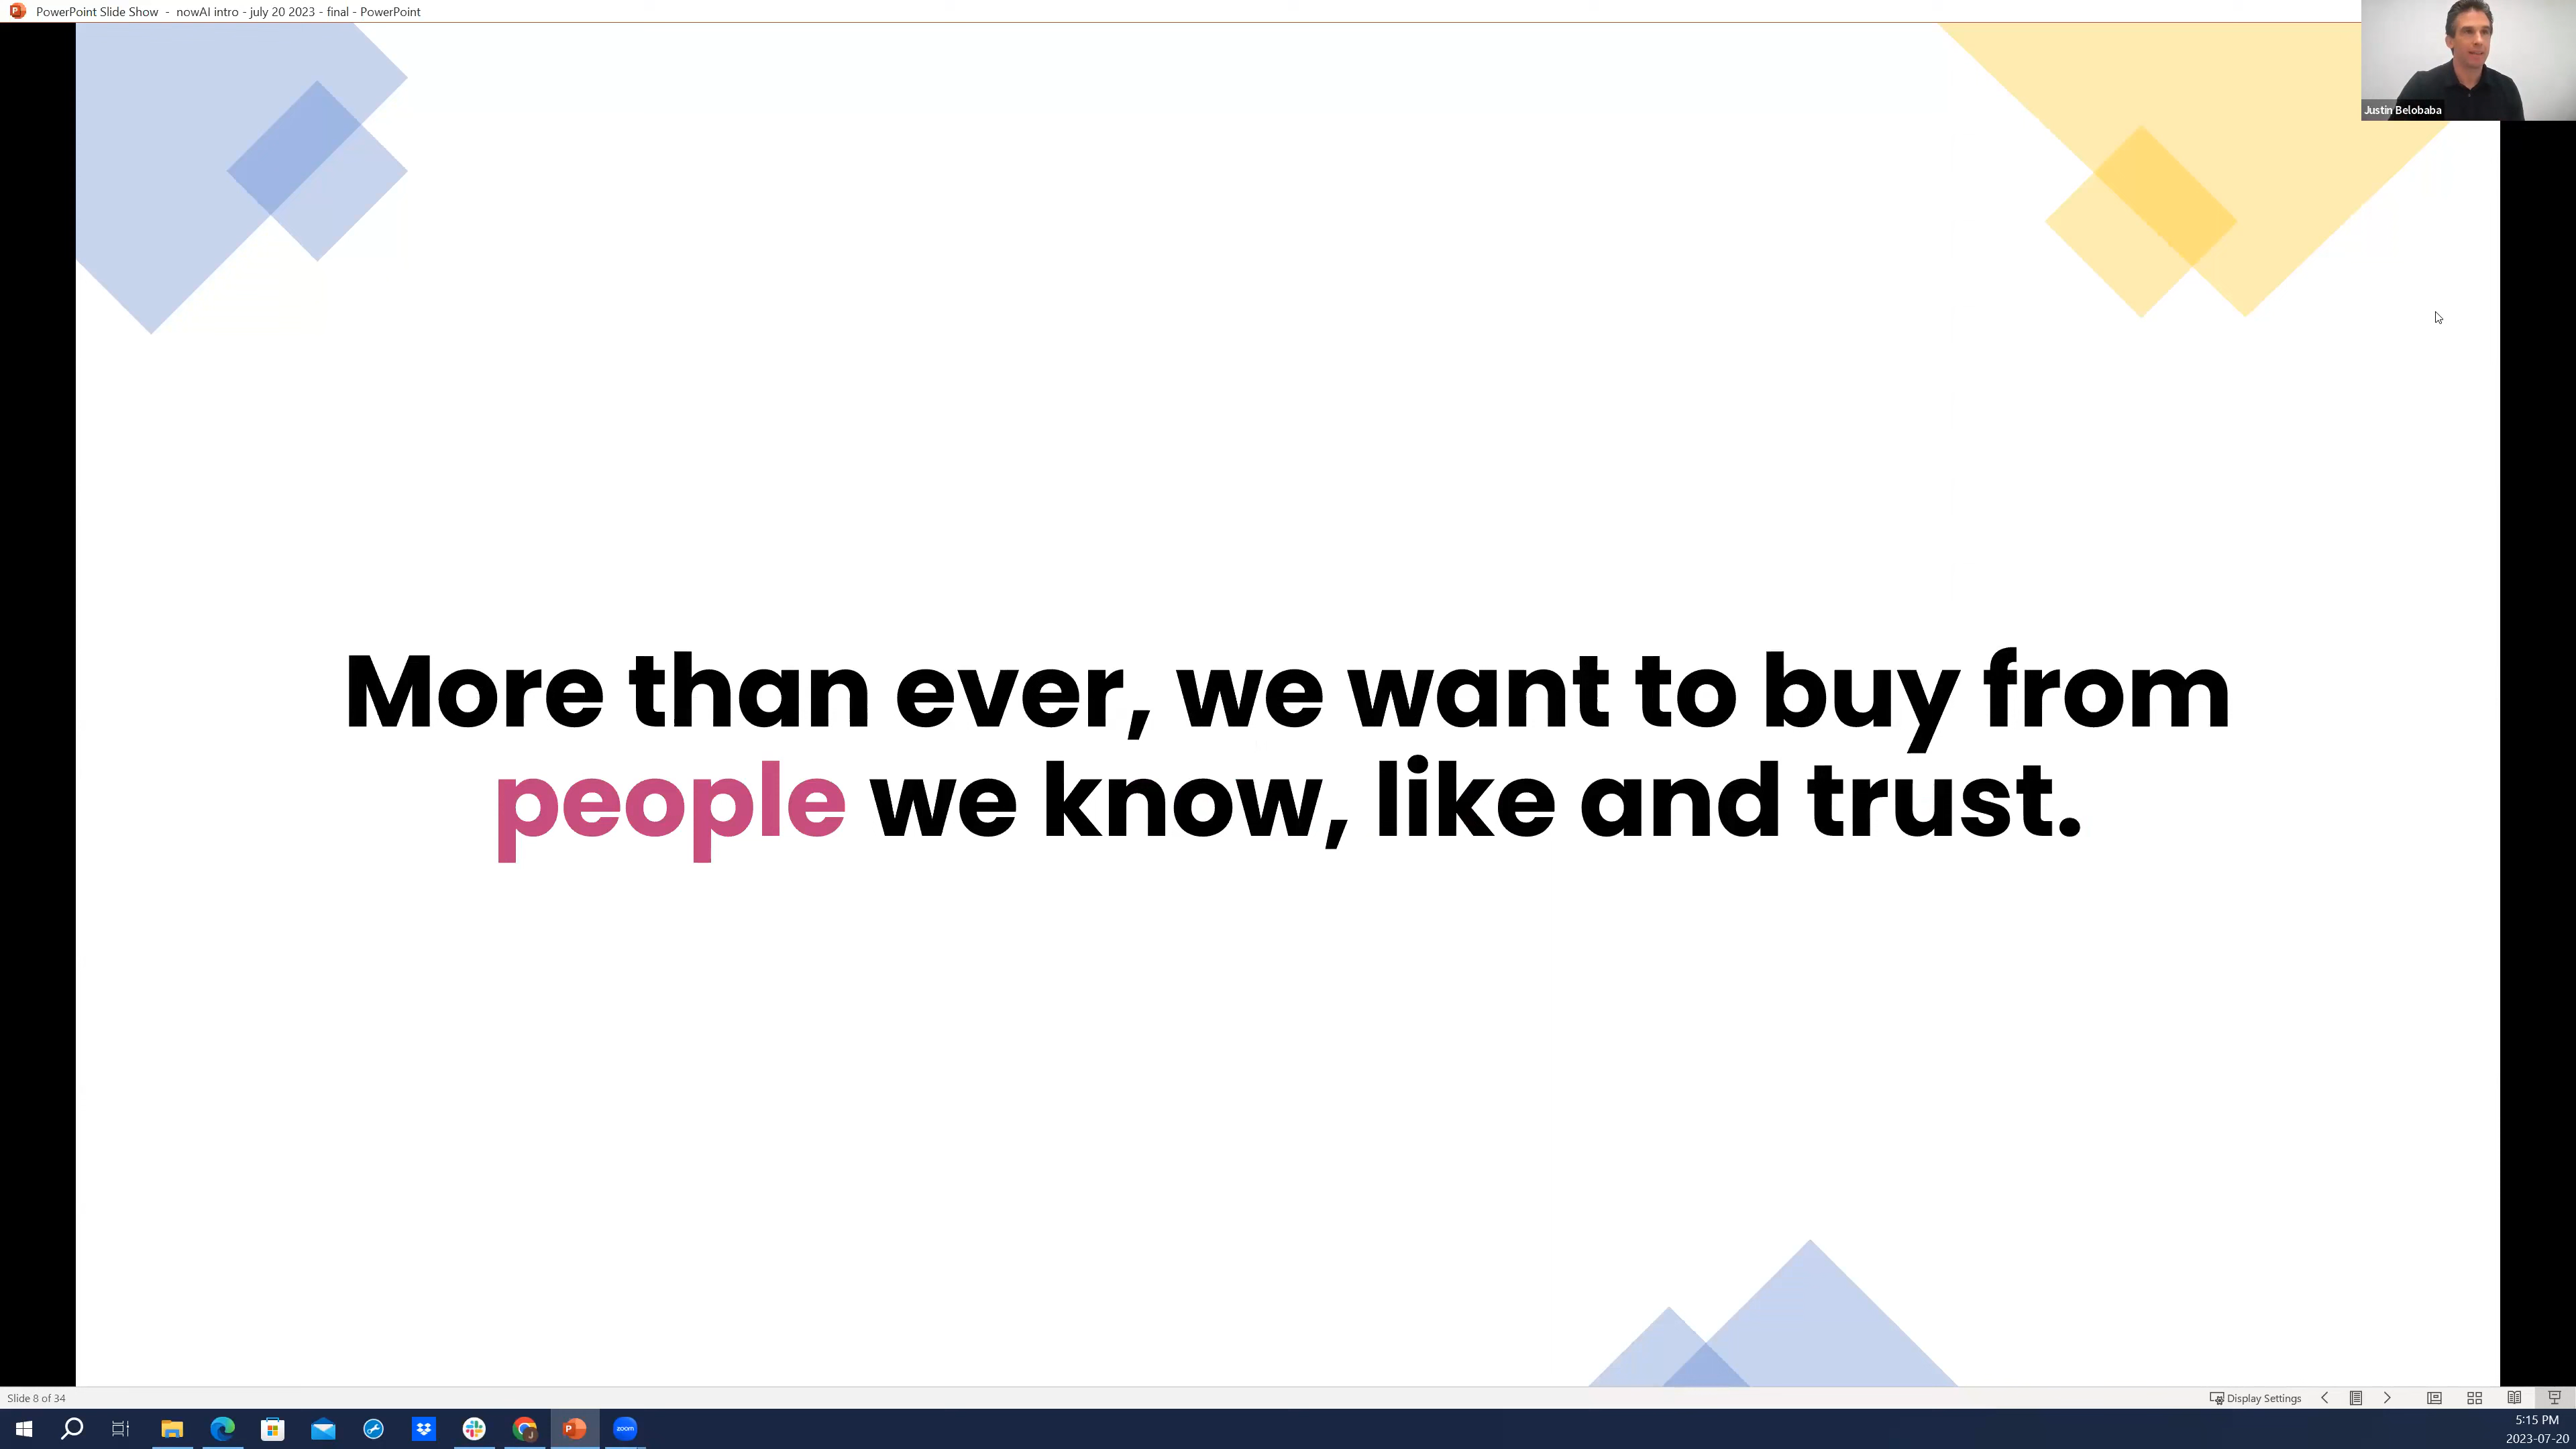 PowerPoint Slide Show - nowAI intro - july 20 2023 - final - PowerPoint
Justin Belobaba
More than ever, we want to buy from
people we know, like and trust.
Slide 8 of 34
Display Settings
zoom
5:15 PM
2023-07-20